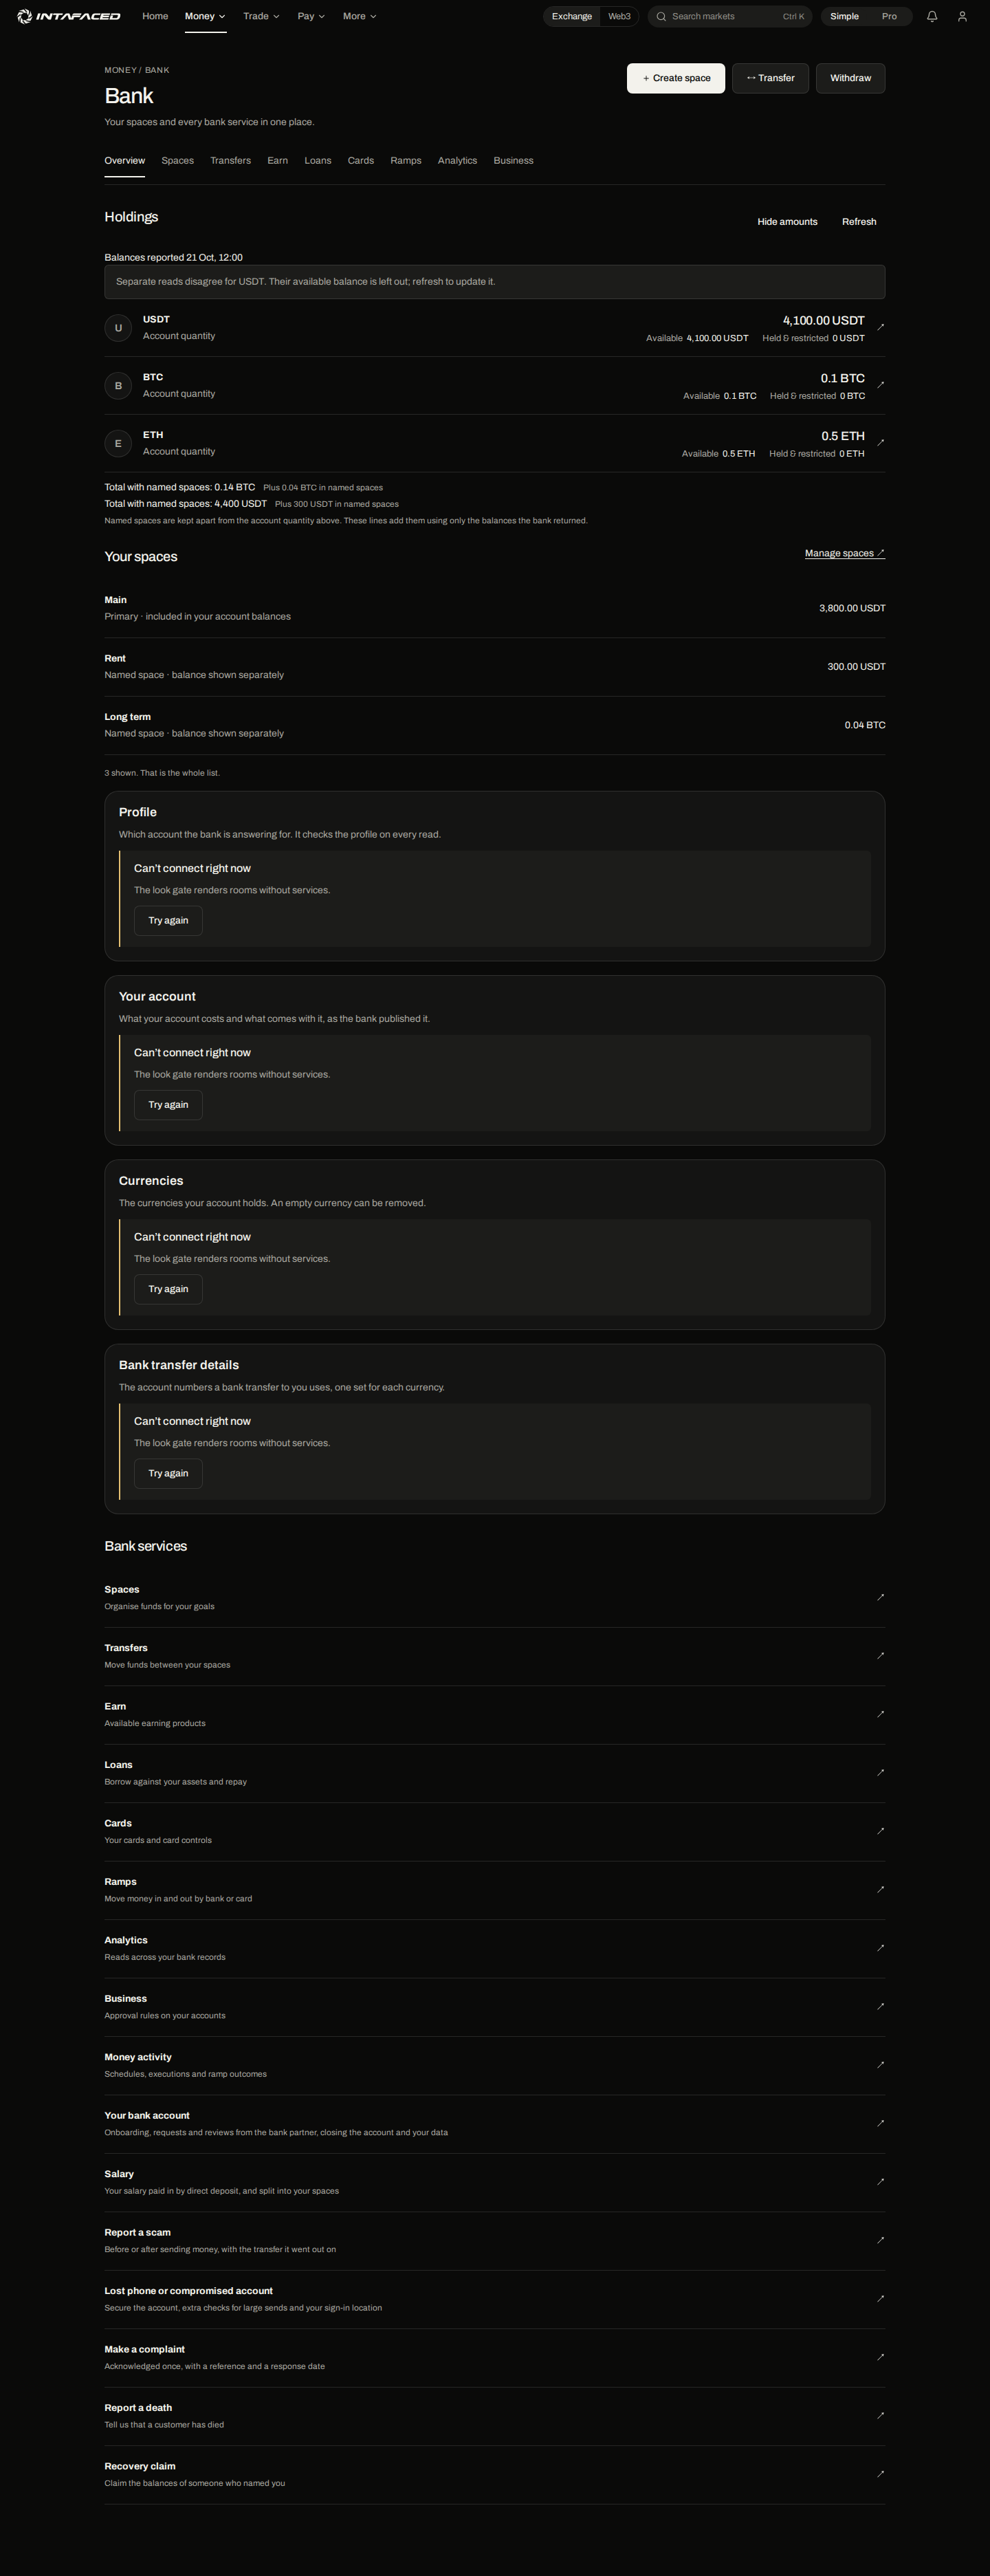 INTAFACED Home Money Trade Pay More Exchange Web3 Search markets Ctrl K Simple Pro
MONEY / BANK
Bank
Your spaces and every bank service in one place.
+ Create space ↔ Transfer Withdraw
Overview Spaces Transfers Earn Loans Cards Ramps Analytics Business
Holdings
Hide amounts Refresh
Balances reported 21 Oct, 12:00
Separate reads disagree for USDT. Their available balance is left out; refresh to update it.
U USDT 4,100.00 USDT
Account quantity Available 4,100.00 USDT Held & restricted 0 USDT
B BTC 0.1 BTC
Account quantity Available 0.1 BTC Held & restricted 0 BTC
E ETH 0.5 ETH
Account quantity Available 0.5 ETH Held & restricted 0 ETH
Total with named spaces: 0.14 BTC Plus 0.04 BTC in named spaces
Total with named spaces: 4,400 USDT Plus 300 USDT in named spaces
Named spaces are kept apart from the account quantity above. These lines add them using only the balances the bank returned.
Your spaces
Manage spaces
Main
Primary · included in your account balances
3,800.00 USDT
Rent
Named space · balance shown separately
300.00 USDT
Long term
Named space · balance shown separately
0.04 BTC
3 shown. That is the whole list.
Profile
Which account the bank is answering for. It checks the profile on every read.
Can't connect right now
The look gate renders rooms without services.
Try again
Your account
What your account costs and what comes with it, as the bank published it.
Can't connect right now
The look gate renders rooms without services.
Try again
Currencies
The currencies your account holds. An empty currency can be removed.
Can't connect right now
The look gate renders rooms without services.
Try again
Bank transfer details
The account numbers a bank transfer to you uses, one set for each currency.
Can't connect right now
The look gate renders rooms without services.
Try again
Bank services
Spaces
Organise funds for your goals
Transfers
Move funds between your spaces
Earn
Available earning products
Loans
Borrow against your assets and repay
Cards
Your cards and card controls
Ramps
Move money in and out by bank or card
Analytics
Reads across your bank records
Business
Approval rules on your accounts
Money activity
Schedules, executions and ramp outcomes
Your bank account
Onboarding, requests and reviews from the bank partner, closing the account and your data
Salary
Your salary paid in by direct deposit, and split into your spaces
Report a scam
Before or after sending money, with the transfer it went out on
Lost phone or compromised account
Secure the account, extra checks for large sends and your sign-in location
Make a complaint
Acknowledged once, with a reference and a response date
Report a death
Tell us that a customer has died
Recovery claim
Claim the balances of someone who named you